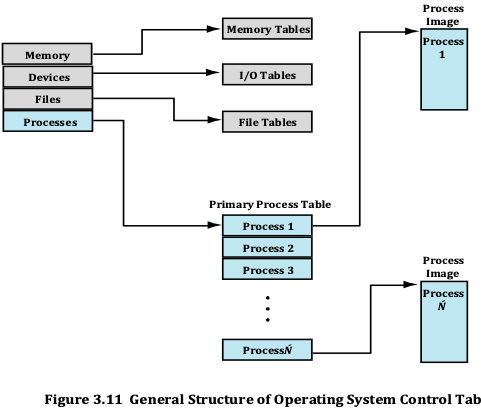 Process
Image
Process
1
Memory
Devices
Files
Processes
Memory Tables
I/O Tables
File Tables
Primary Process Table
Process 1
Process 2
Process 3
ProcessŃ
Process
Image
Process
Ń
Figure 3.11 General Structure of Operating System Control Tab